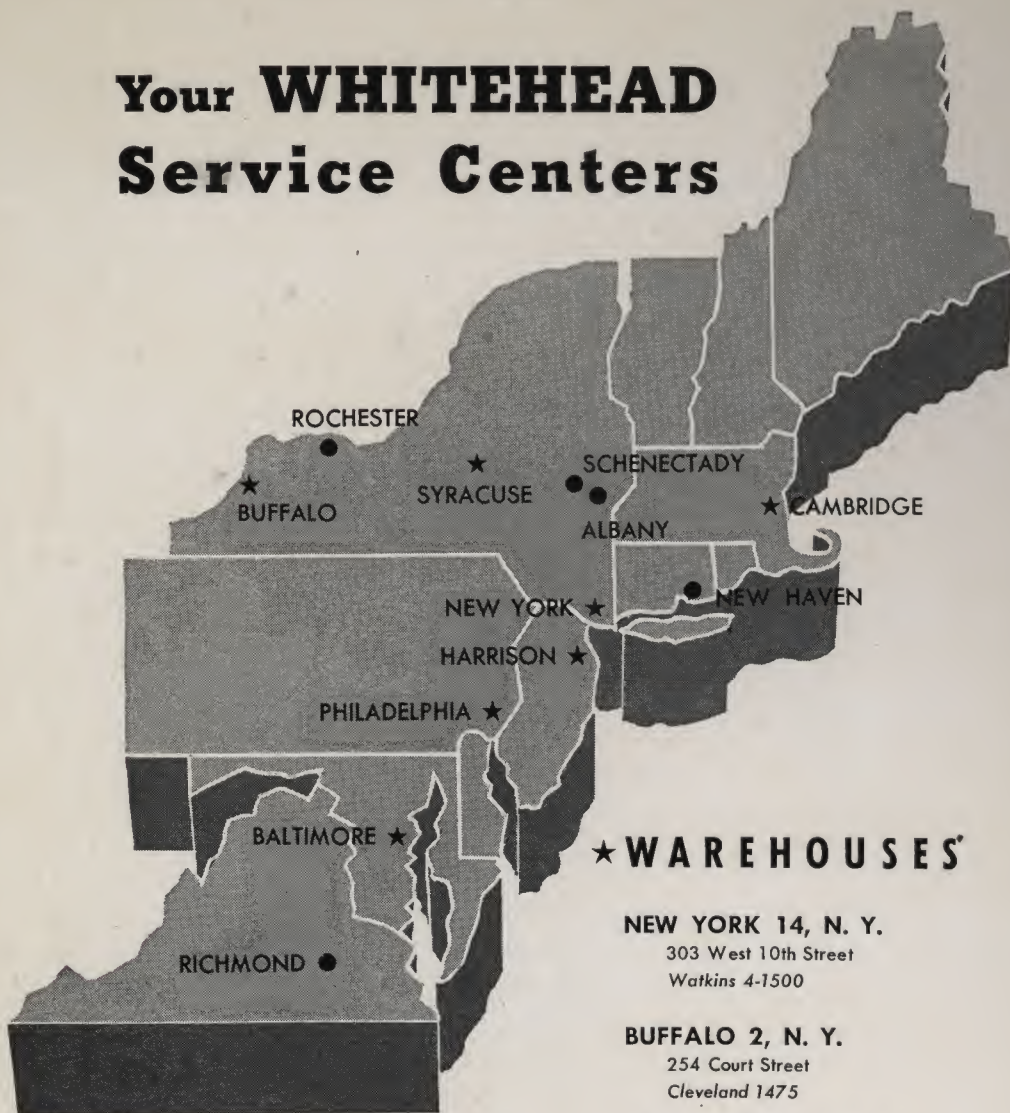 Your WHITEHEAD
Service Centers
ROCHESTER
SCHENECTADY
SYRACUSE
BUFFALO
CAMBRIDGE
ALBANY
NEW HAVEN
NEW YORK
HARRISON
PHILADELPHIA
BALTIMORE
RICHMOND
★WAREHOUSES
NEW YORK 14, N. Y.
303 West 10th Street
Watkins 4-1500
BUFFALO 2, N. Y.
254 Court Street
Cleveland 1475